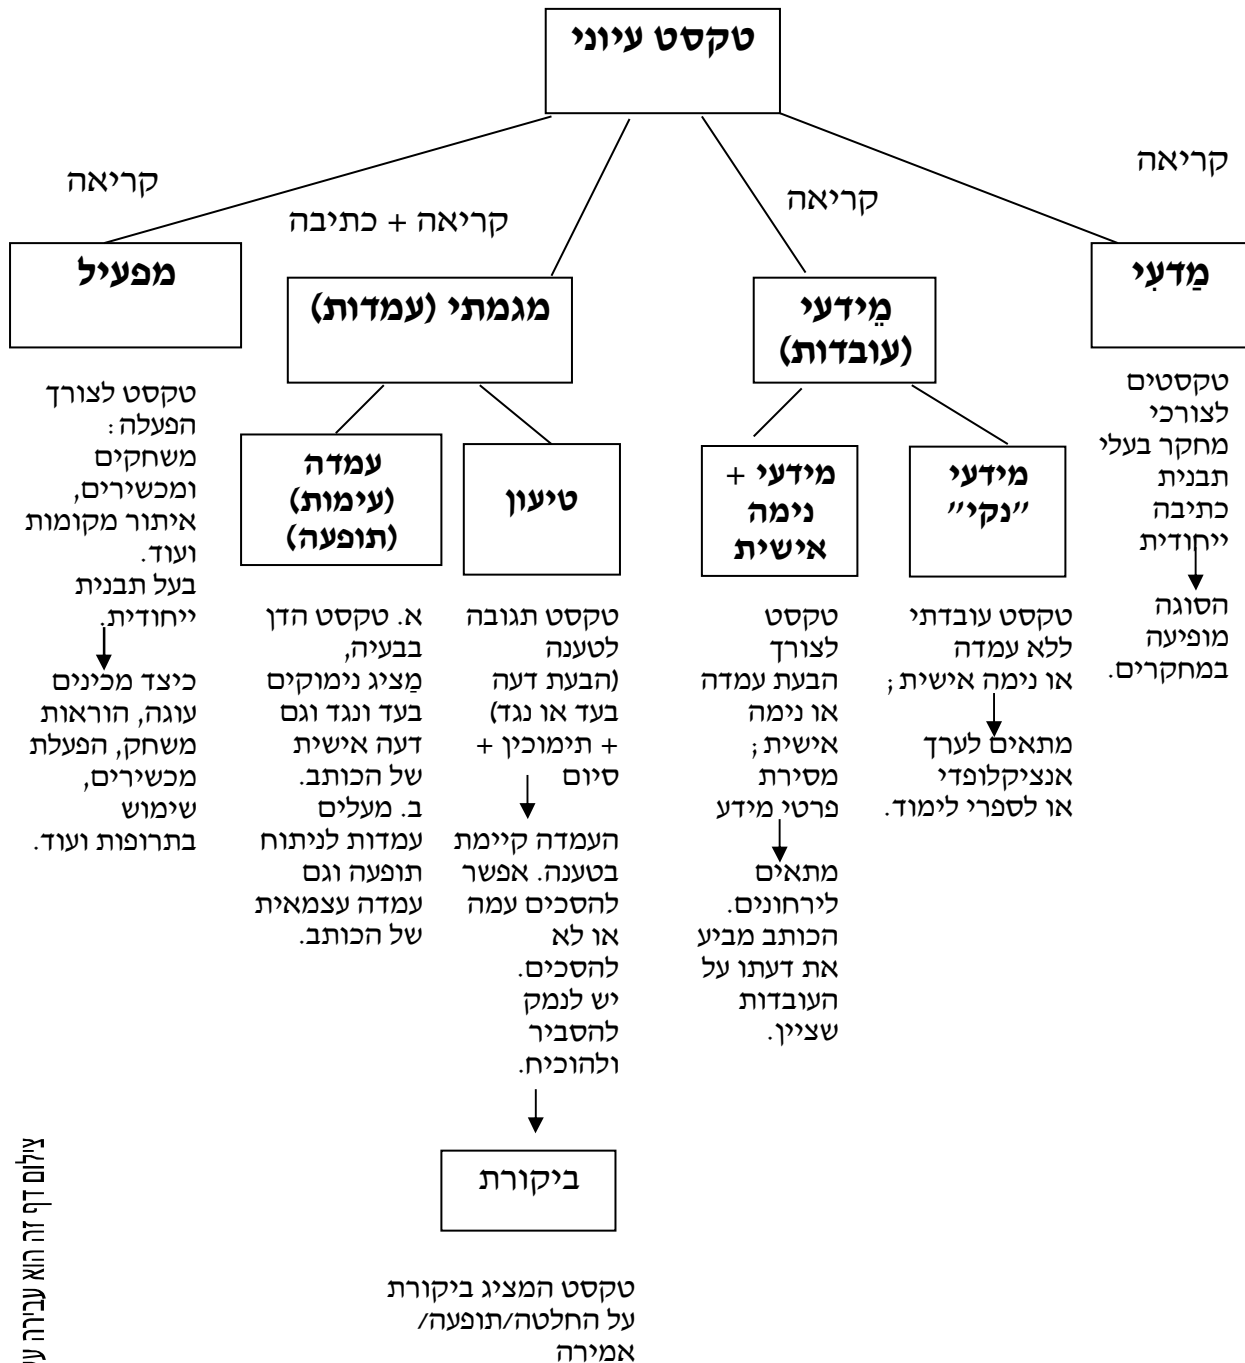 טקסט עיוני
קריאה
קריאה
קריאה + כתיבה
קריאה
מַדעִי
מֵידעי
(עובדות)
מגמתי (עמדות)
מפעיל
טקסטים
לצורכי
מחקר בעלי
תבנית
כתיבה
ייחודית
הסוגה
מופיעה
במחקרים.
מידעי
״נקי״
טקסט עובדתי
ללא עמדה
או נימה אישית;
מתאים לערך
אנציקלופדי
או לספרי לימוד.
מידעי +
נימה
אישית
טקסט
לצורך
הבעת עמדה
או נימה
אישית;
מסירת
פרטי מידע
מתאים
לירחונים.
הכותב מביע
את דעתו על
העובדות
שציין.
טיעון
טקסט תגובה
לטענה
(הבעת דעה
בעד או נגד)
+ תימוכין +
סיום
העמדה קיימת
בטענה. אפשר
להסכים עמה
או לא
להסכים.
יש לנמק
להסביר
ולהוכיח.
ביקורת
טקסט המציג ביקורת
על החלטה/תופעה/
אמירה
עמדה
(עימות)
(תופעה)
א. טקסט הדן
בבעיה,
מַציג נימוקים
בעד ונגד וגם
דעה אישית
של הכותב.
ב. מעלים
עמדות לניתוח
תופעה וגם
עמדה עצמאית
של הכותב.
טקסט לצורך
הפעלה:
משחקים
ומכשירים,
איתור מקומות
ועוד.
בעל תבנית
ייחודית.
כיצד מכינים
עוגה, הוראות
משחק, הפעלת
מכשירים,
שימוש
בתרופות ועוד.
צילום דף זה הוא עבירה